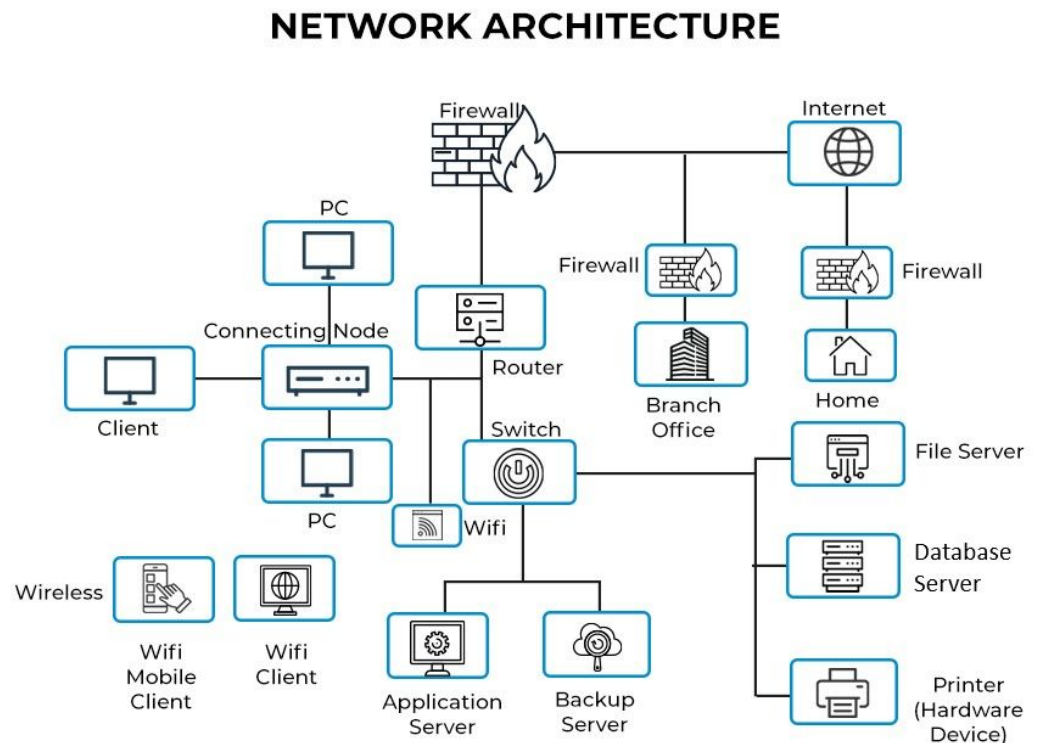 NETWORK ARCHITECTURE
Firewall
Internet
PC
Firewall
Firewall
Connecting Node
Router
Client
Branch
Office
Home
Switch
File Server
PC
Wifi
Database
Server
Wireless
Wifi
Mobile
Client
Wifi
Client
Application
Server
Backup
Server
Printer
(Hardware
Device)